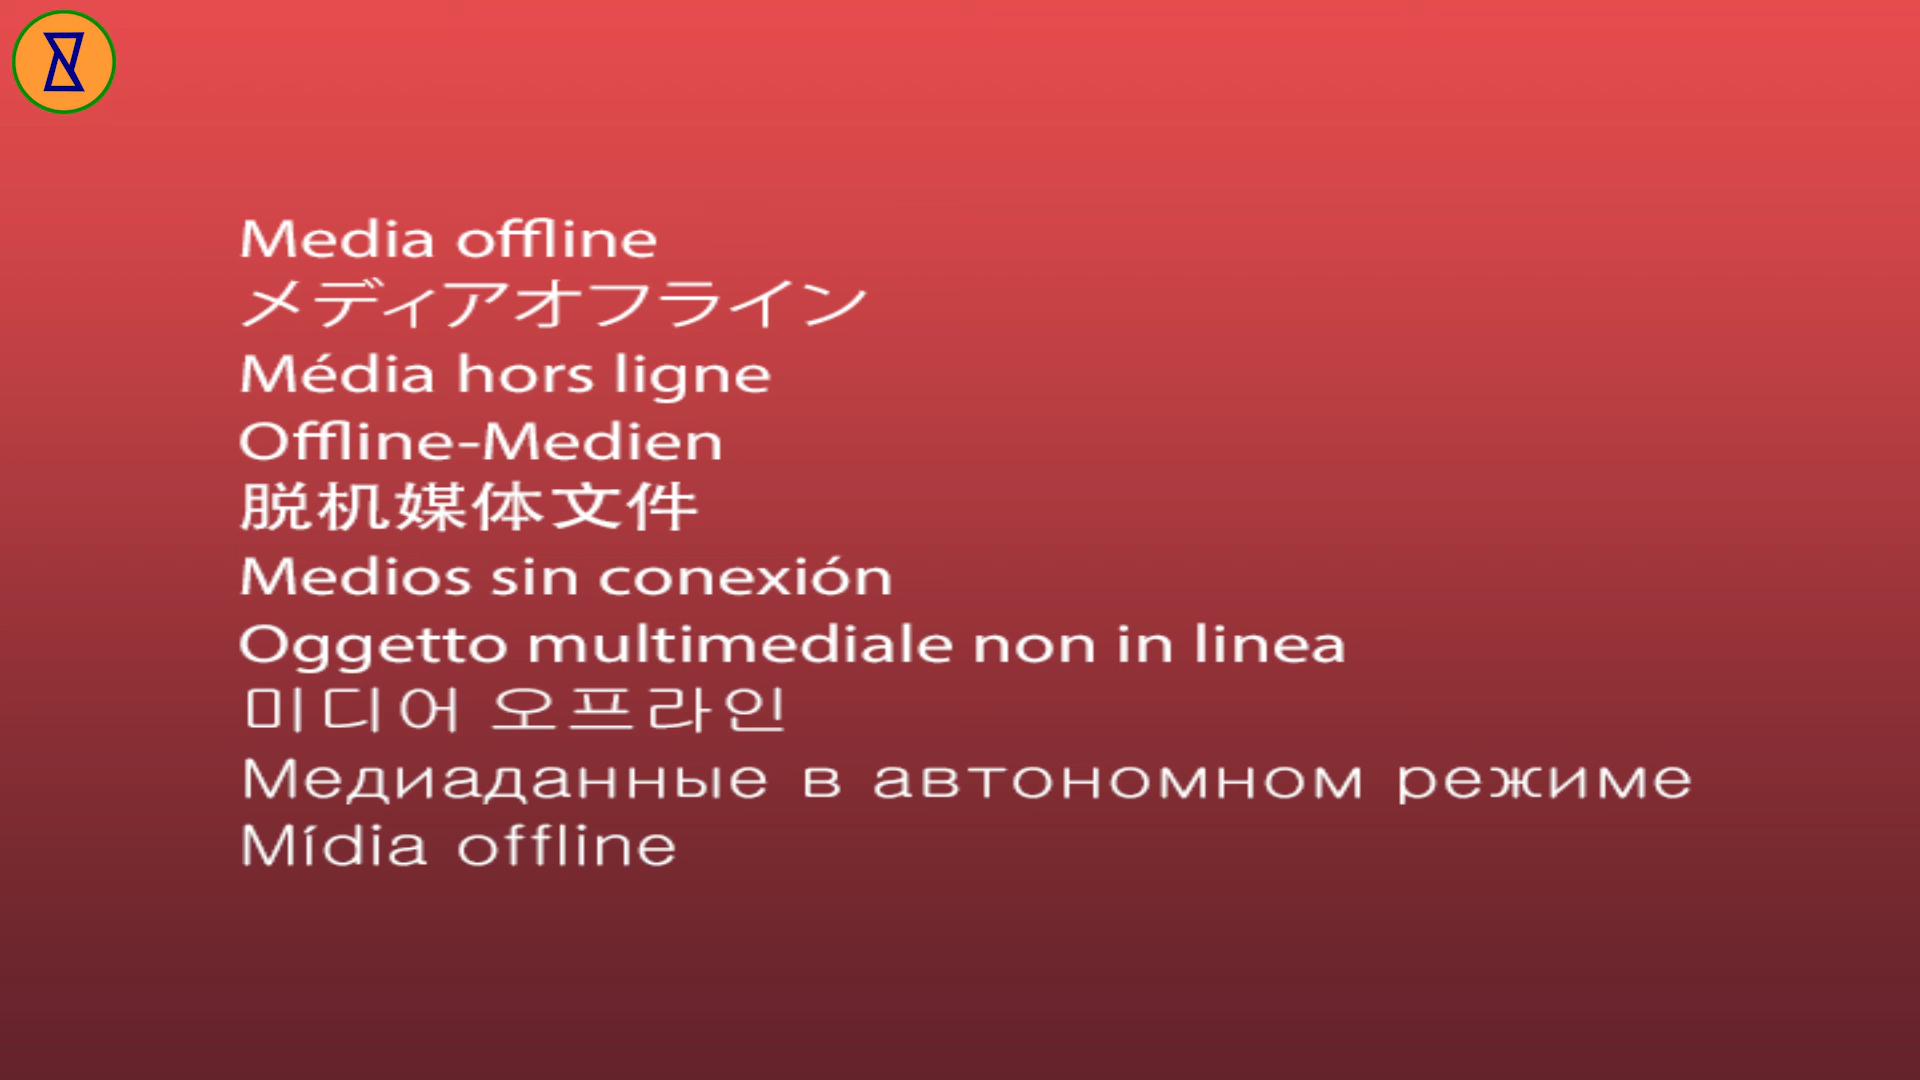 Media offline
メディアオフライン
Média hors ligne
Offline-Medien
脱机媒体文件
Medios sin conexión
Oggetto multimediale non in linea
미디어 오프라인
Медиаданные в автономном режиме
Mídia offline